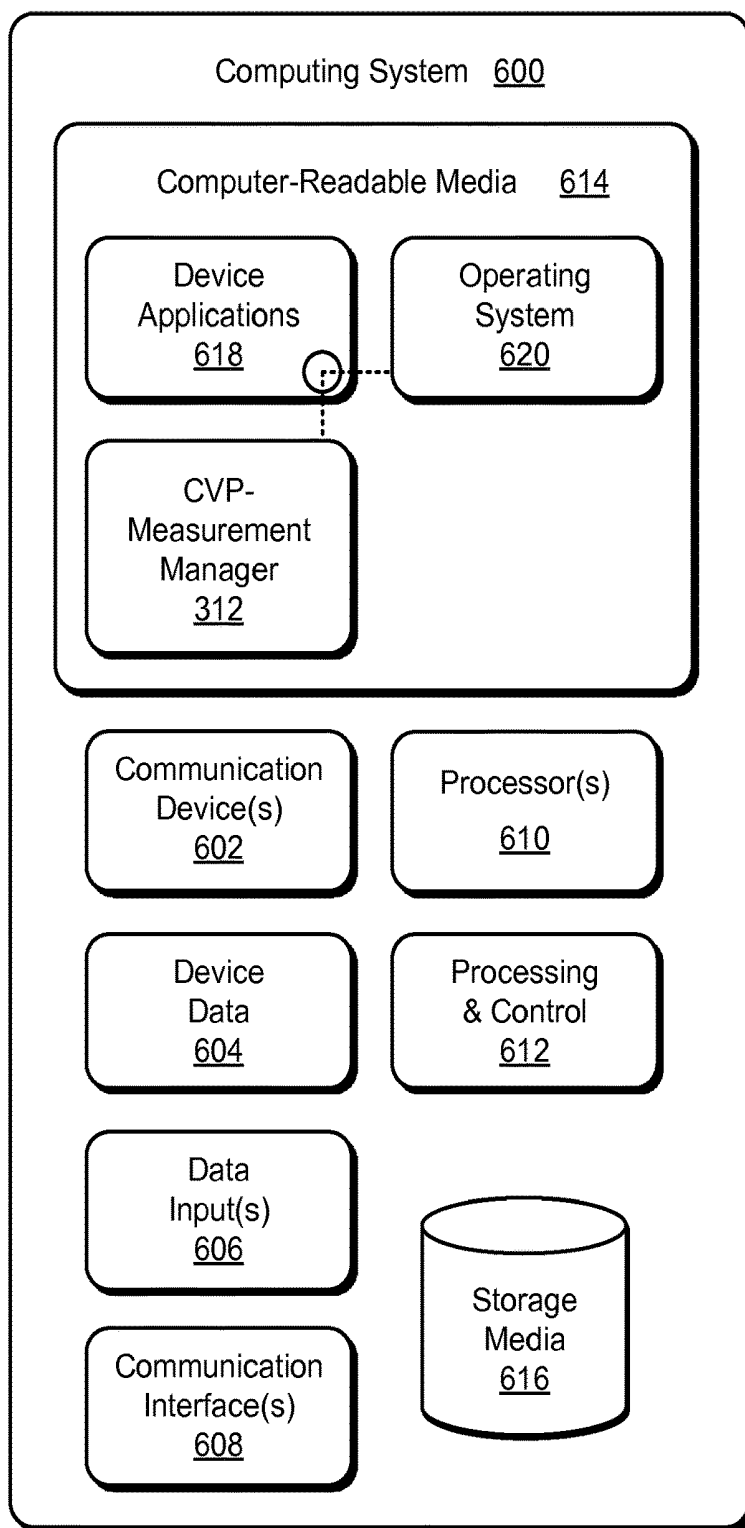 Computing System 600
Computer-Readable Media 614
Device
Applications
618
Operating
System
620
CVP-
Measurement
Manager
312
Communication
Device(s)
602
Processor(s)
610
Device
Data
604
Processing
& Control
612
Data
Input(s)
606
Storage
Media
616
Communication
Interface(s)
608